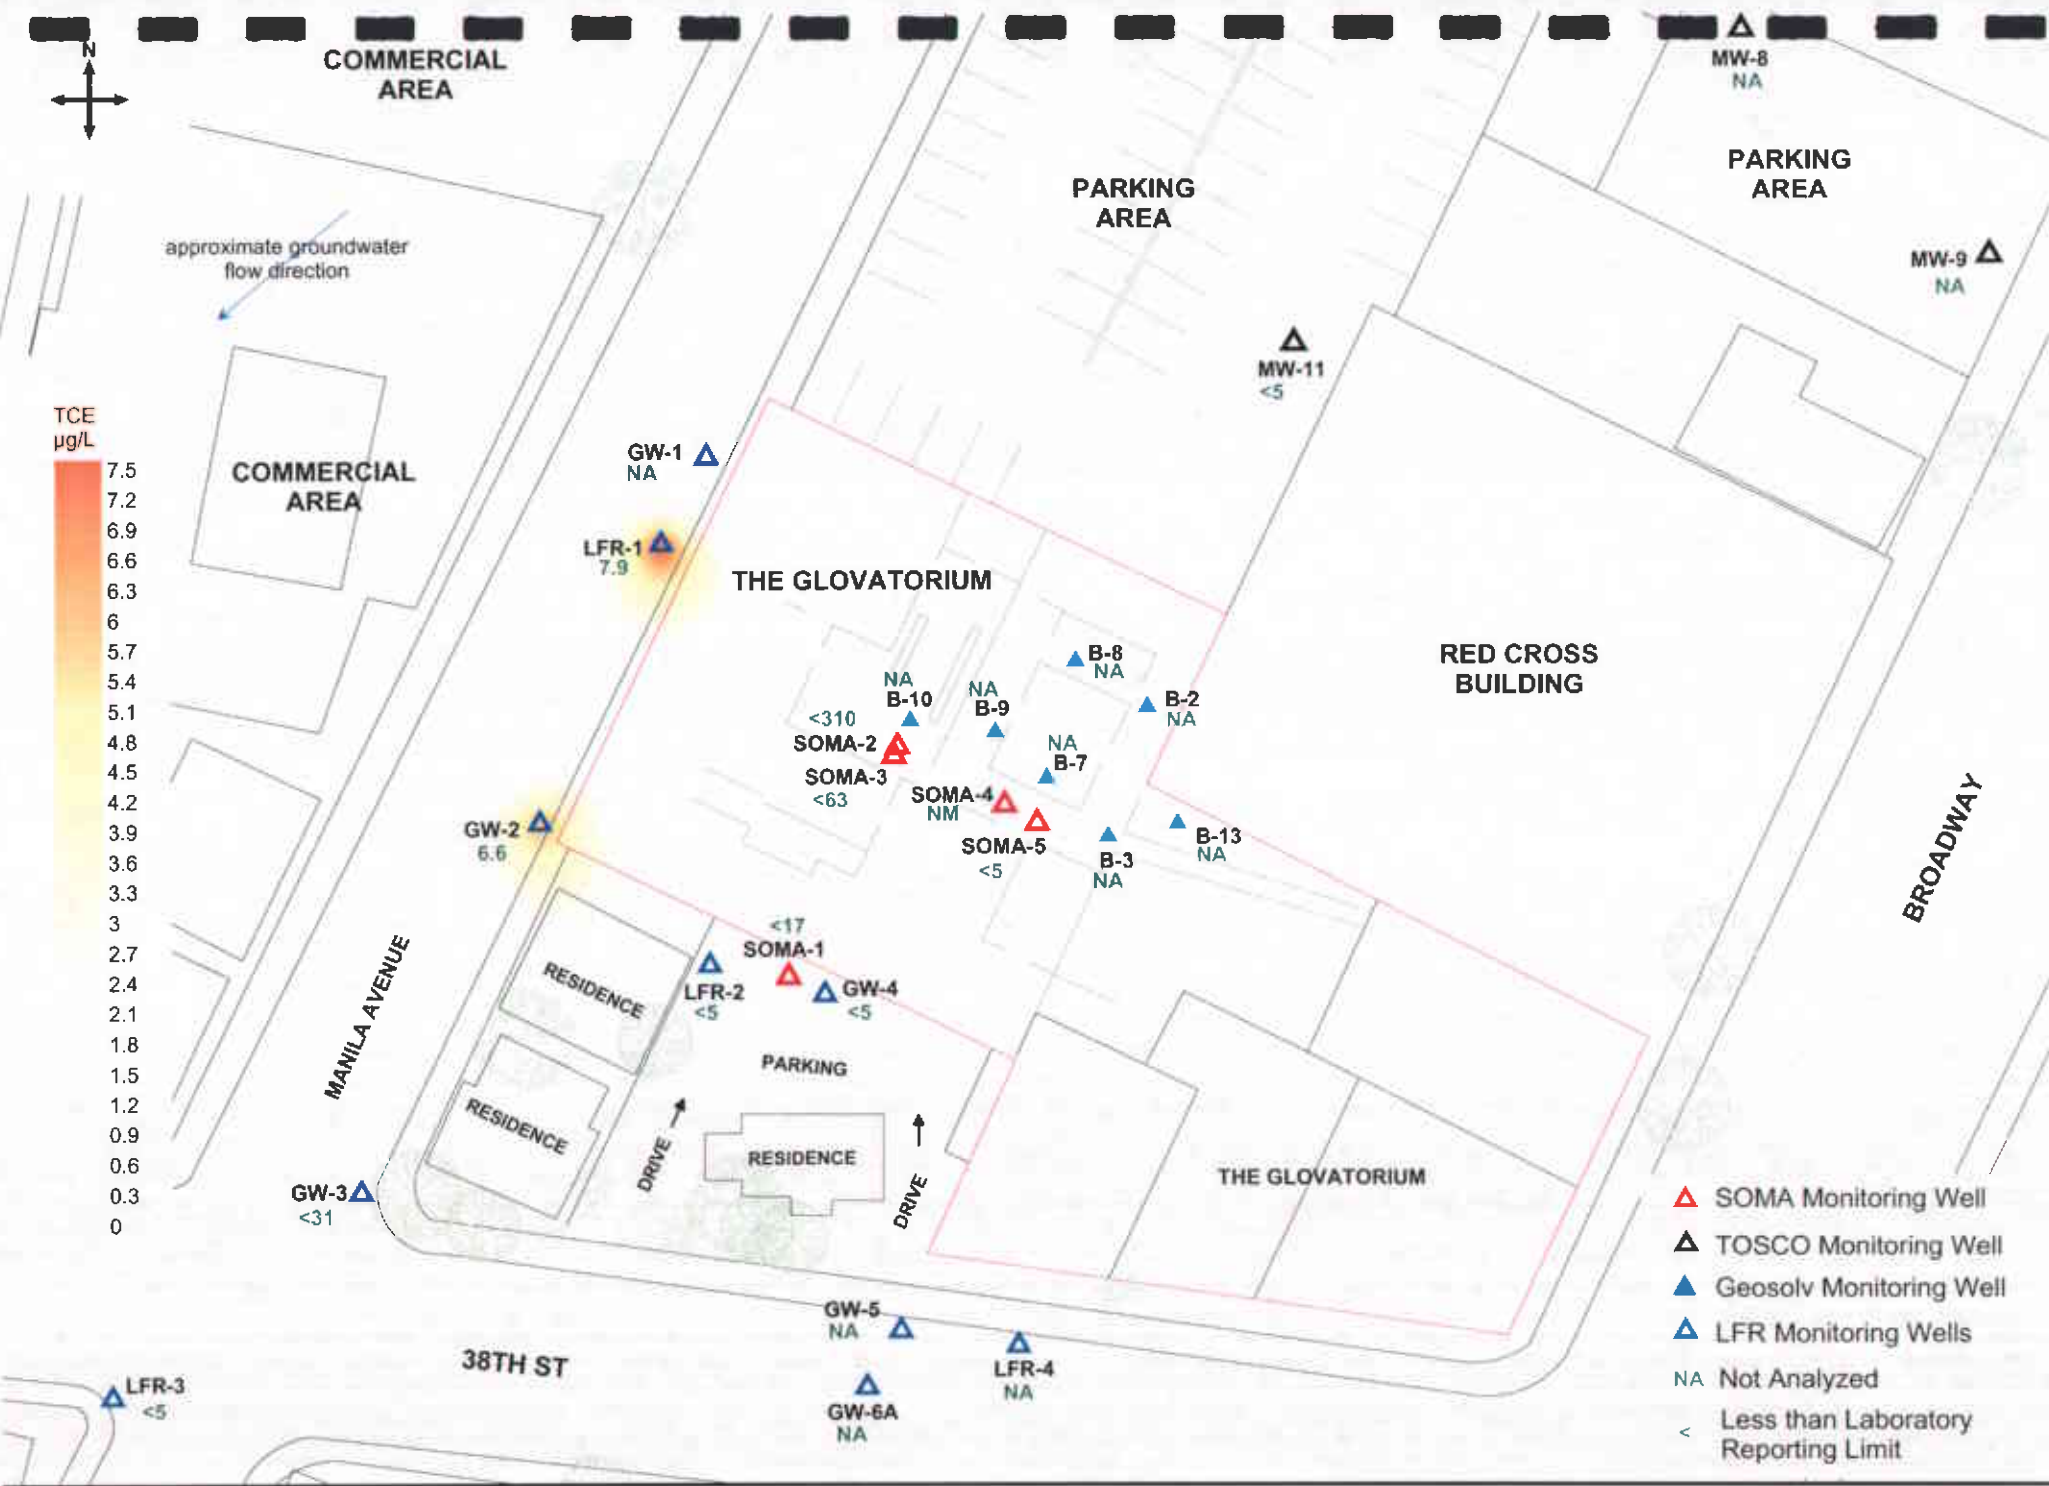 N
COMMERCIAL
AREA
MW-8
NA
PARKING
AREA
PARKING
AREA
approximate groundwater
flow direction
MW-9
NA
MW-11
<5
TCE
µg/L
7.5
7.2
6.9
6.6
6.3
6
5.7
5.4
5.1
4.8
4.5
4.2
3.9
3.6
3.3
3
2.7
2.4
2.1
1.8
1.5
1.2
0.9
0.6
0.3
0
COMMERCIAL
AREA
GW-1
NA
LFR-1
7.9
THE GLOVATORIUM
RED CROSS
BUILDING
B-8
NA
NA
B-10
NA
B-9
B-2
NA
<310
SOMA-2
SOMA-3
<63
NA
B-7
SOMA-4
NM
SOMA-5
<5
B-3
NA
B-13
NA
GW-2
6.6
BROADWAY
<17
SOMA-1
LFR-2
<5
GW-4
<5
RESIDENCE
MANILA AVENUE
PARKING
RESIDENCE
DRIVE
RESIDENCE
DRIVE
THE GLOVATORIUM
GW-3
<31
SOMA Monitoring Well
TOSCO Monitoring Well
Geosolv Monitoring Well
LFR Monitoring Wells
NA Not Analyzed
< Less than Laboratory
Reporting Limit
GW-5
NA
LFR-4
NA
GW-6A
NA
38TH ST
LFR-3
<5